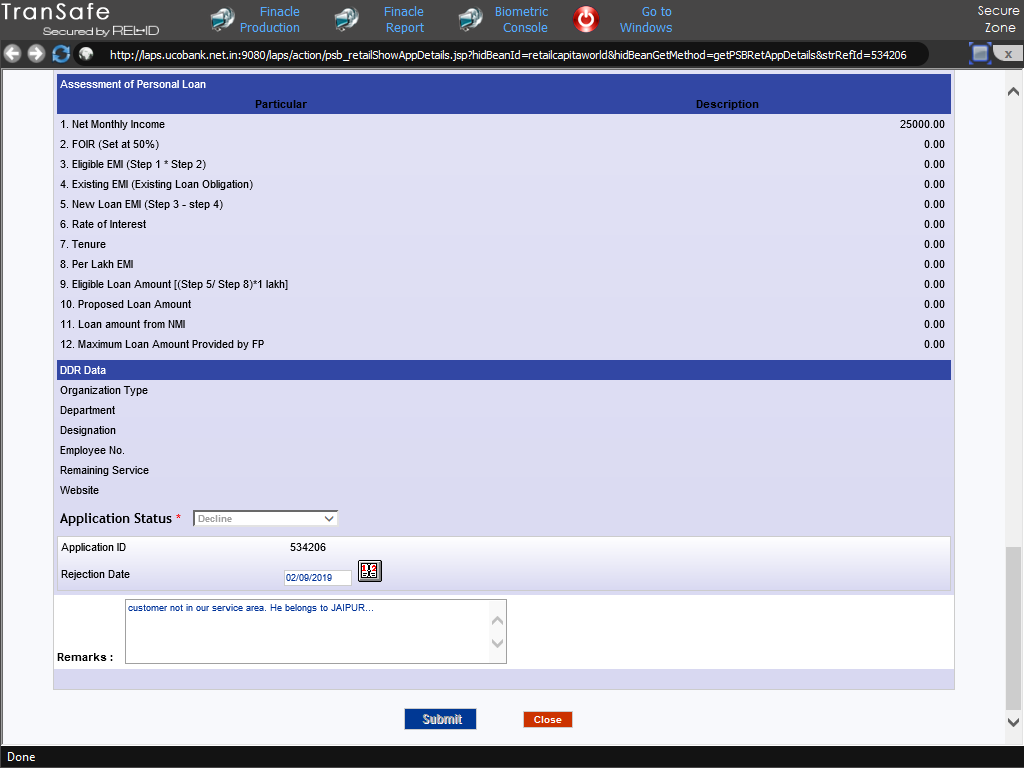 TranSafe
Secured by REL•ID
Finacle Production
Finacle Report
Biometric Console
Go to Windows
Secure Zone
http://laps.ucobank.net.in:9080/laps/action/psb_retailShowAppDetails.jsp?hidBeanId=retailcapitaworld&hidBeanGetMethod=getPSBRetAppDetails&strRefId=534206
x
Assessment of Personal Loan
Particular Description
1. Net Monthly Income 25000.00
2. FOIR (Set at 50%) 0.00
3. Eligible EMI (Step 1 * Step 2) 0.00
4. Existing EMI (Existing Loan Obligation) 0.00
5. New Loan EMI (Step 3 - step 4) 0.00
6. Rate of Interest 0.00
7. Tenure 0.00
8. Per Lakh EMI 0.00
9. Eligible Loan Amount [(Step 5/ Step 8)*1 lakh] 0.00
10. Proposed Loan Amount 0.00
11. Loan amount from NMI 0.00
12. Maximum Loan Amount Provided by FP 0.00
DDR Data
Organization Type
Department
Designation
Employee No.
Remaining Service
Website
Application Status * Decline
Application ID 534206
Rejection Date 02/09/2019
customer not in our service area. He belongs to JAIPUR...
Remarks :
Submit Close
Done